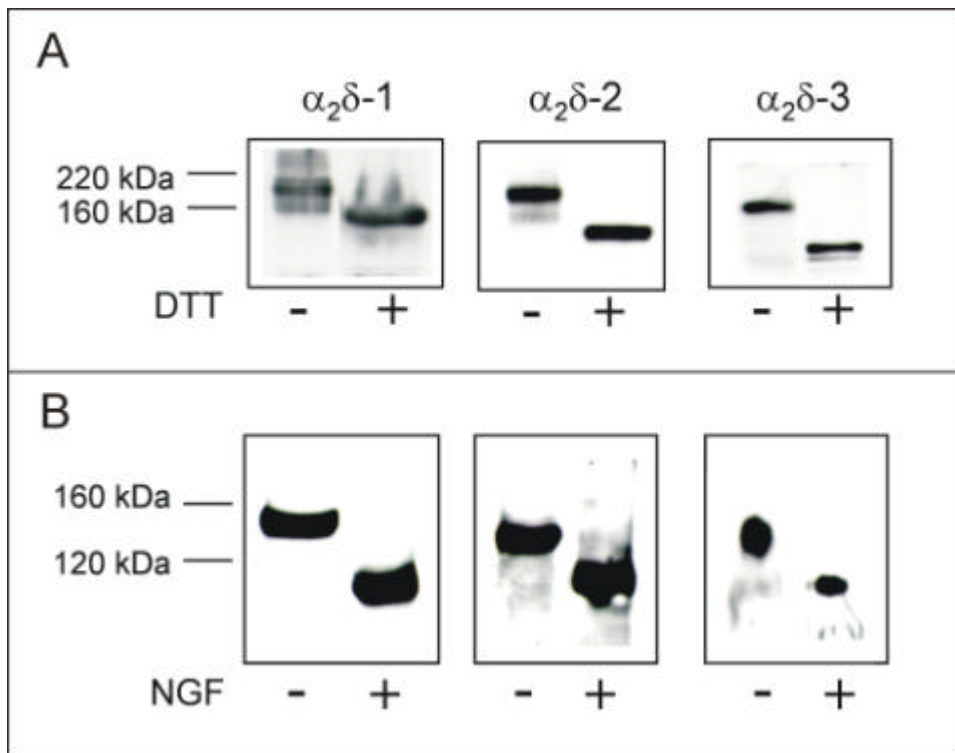 A
α₂δ-1 α₂δ-2 α₂δ-3
220 kDa
160 kDa
DTT - + - + - +
B
160 kDa
120 kDa
NGF - + - + - +